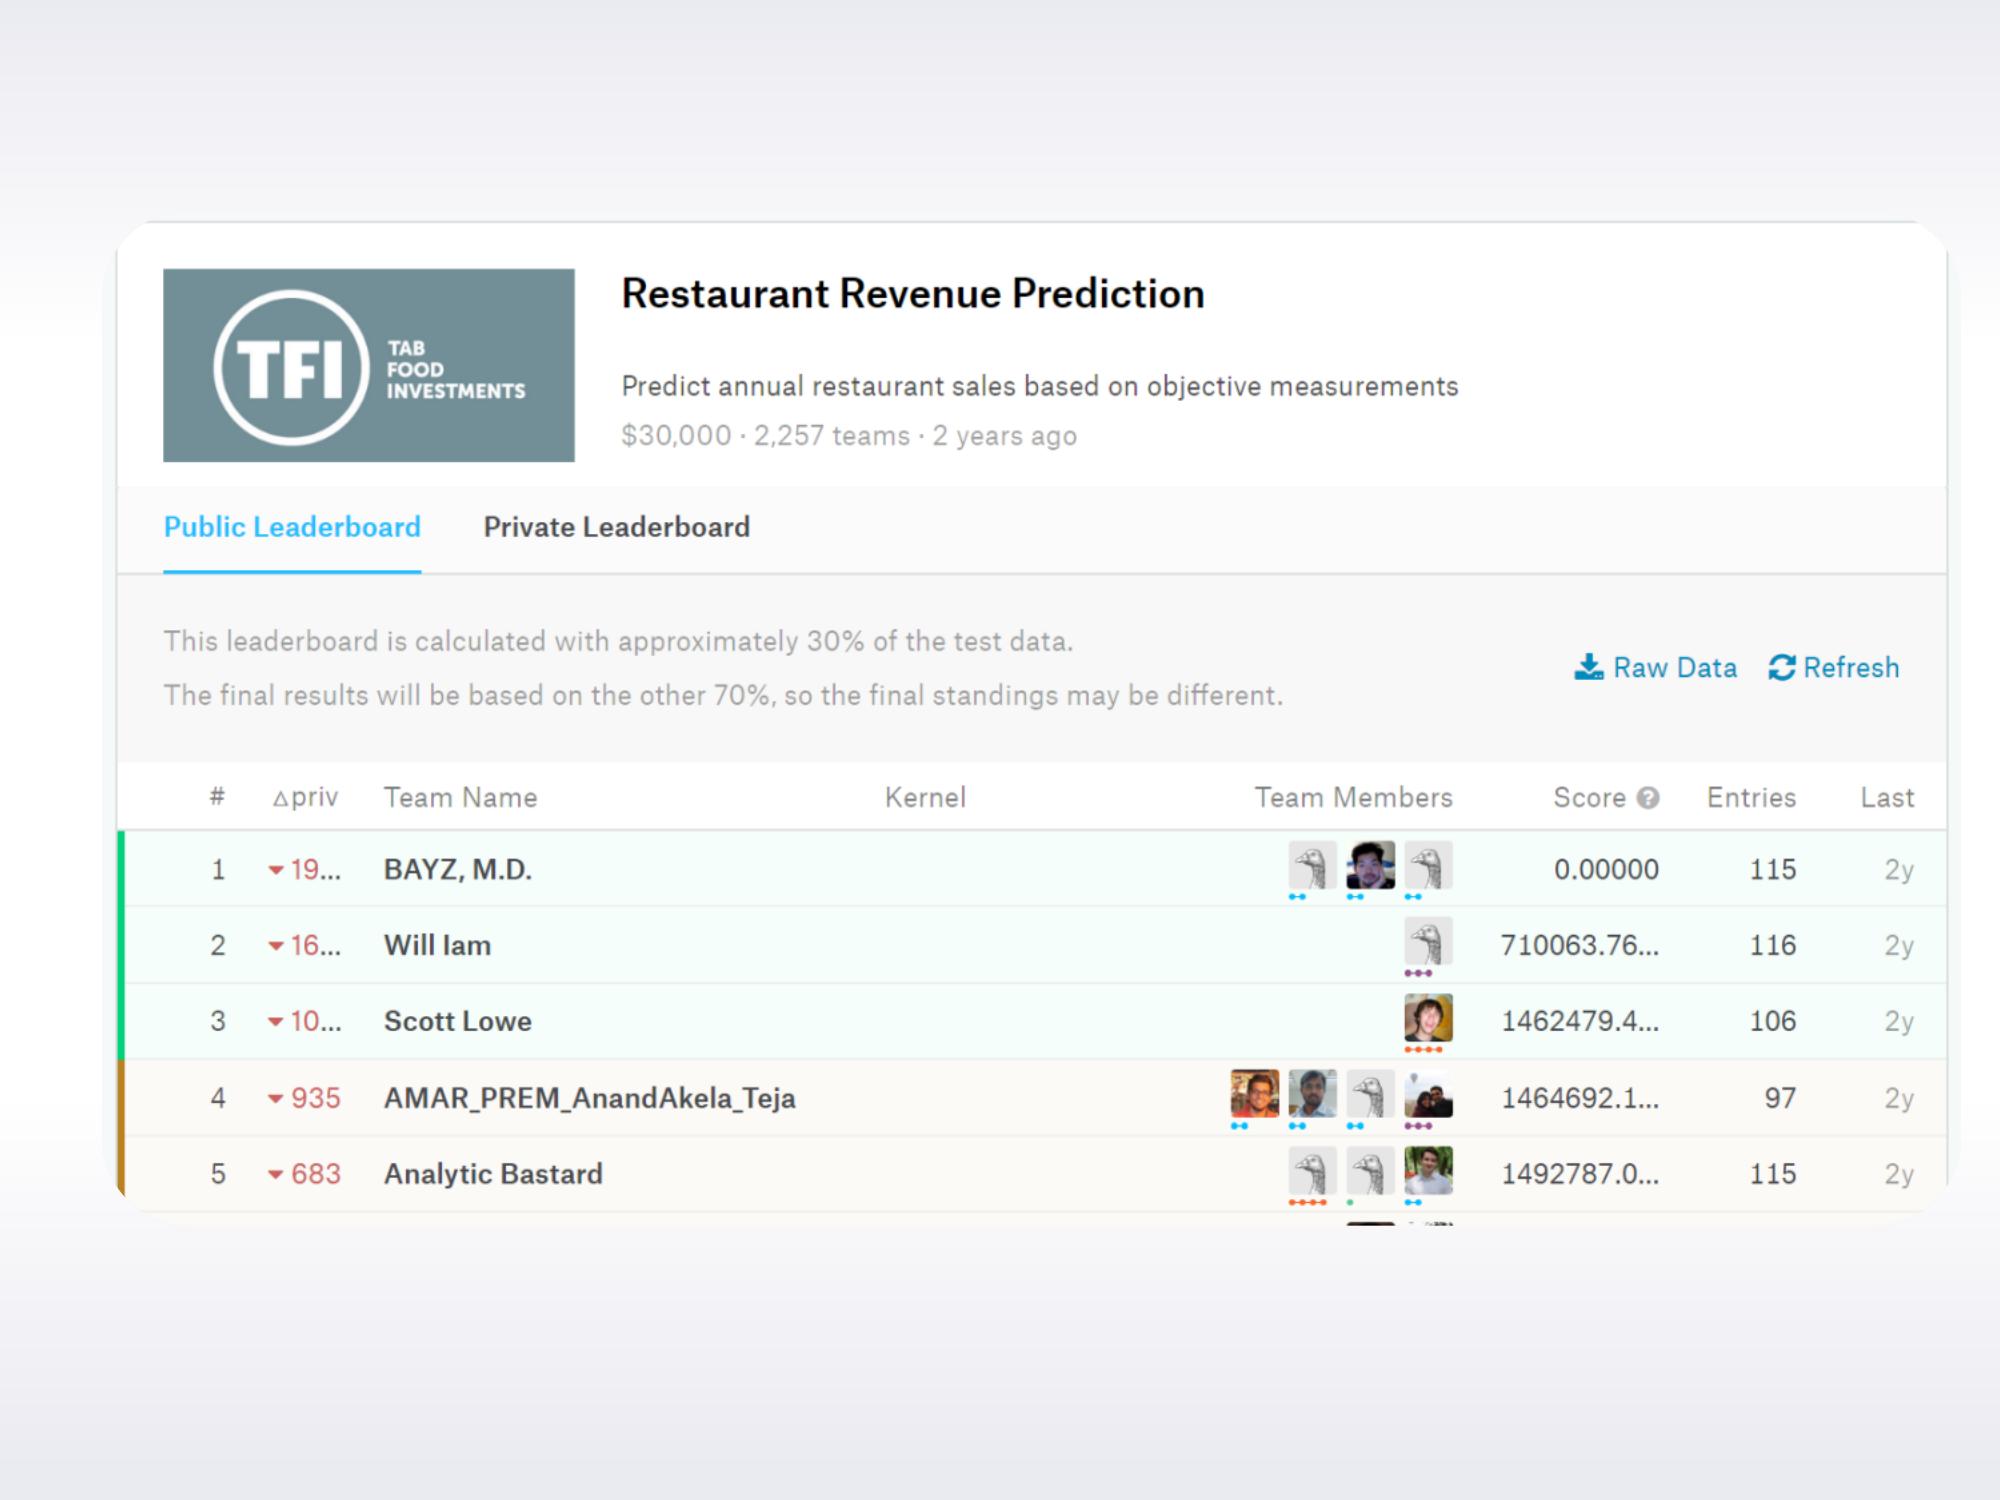 TFI
TAB
FOOD
INVESTMENTS
Restaurant Revenue Prediction
Predict annual restaurant sales based on objective measurements
$30,000 · 2,257 teams · 2 years ago
Public Leaderboard Private Leaderboard
This leaderboard is calculated with approximately 30% of the test data.
The final results will be based on the other 70%, so the final standings may be different.
Raw Data Refresh
# △priv Team Name Kernel Team Members Score ? Entries Last
1 ▼ 19... BAYZ, M.D. 0.00000 115 2y
2 ▼ 16... Will Iam 710063.76... 116 2y
3 ▼ 10... Scott Lowe 1462479.4... 106 2y
4 ▼ 935 AMAR_PREM_AnandAkela_Teja 1464692.1... 97 2y
5 ▼ 683 Analytic Bastard 1492787.0... 115 2y